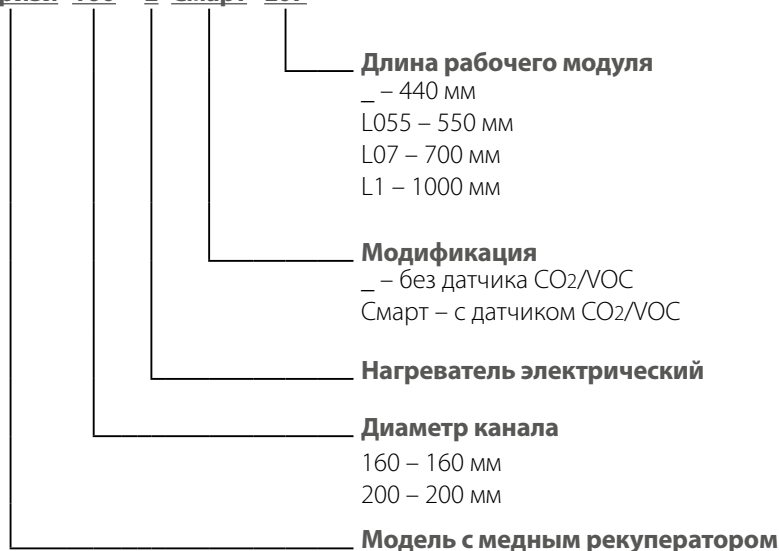 Длина рабочего модуля
_ – 440 мм
L055 – 550 мм
L07 – 700 мм
L1 – 1000 мм
Модификация
_ – без датчика CO2/VOC
Смарт – с датчиком CO2/VOC
Нагреватель электрический
Диаметр канала
160 – 160 мм
200 – 200 мм
Модель с медным рекуператором